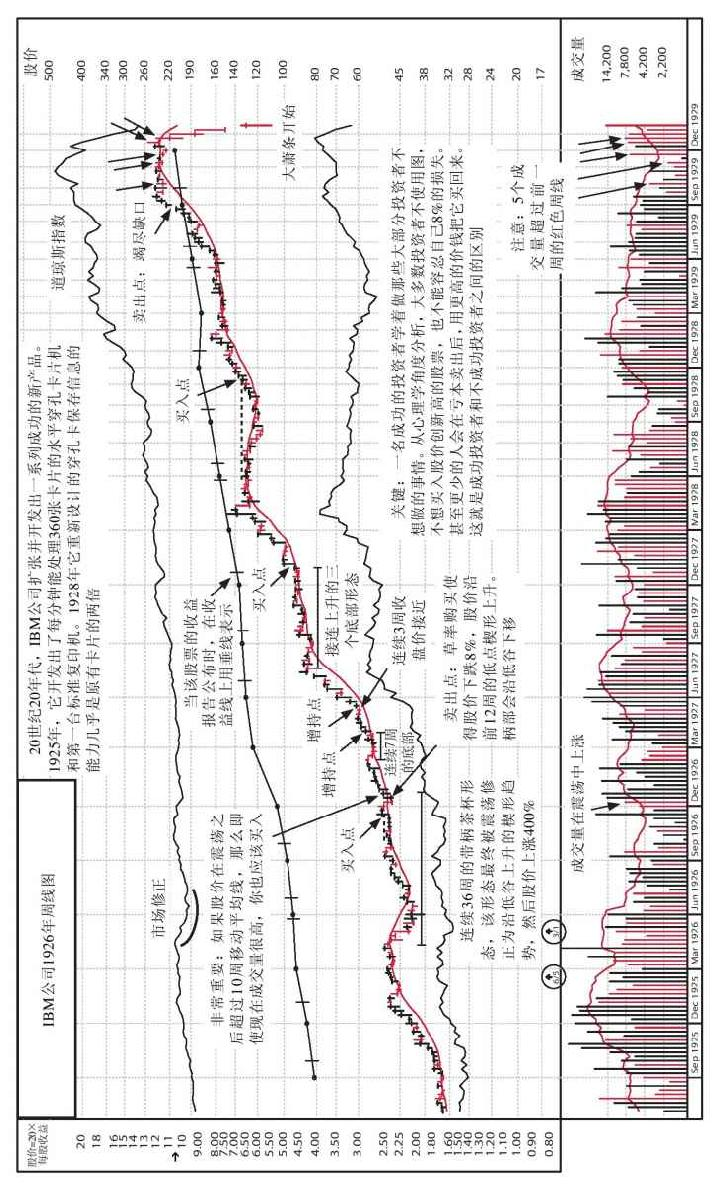 IBM公司1926年周线图
20世纪20年代，IBM公司扩张并开发出一系列成功的新产品。
1925年，它开发出了每分钟能处理360张卡片的水平穿孔卡片机
和第一台标准复印机。1928年它重新设计的穿孔卡保存信息的
能力几乎是原有卡片的两倍
股价=20×
每股收益
20
18
16
15
14
13
12
11
10
9.00
8.00
7.50
7.00
6.50
6.00
5.50
5.00
4.50
4.00
3.50
3.00
2.50
2.25
2.00
1.80
1.60
1.50
1.40
1.30
1.20
1.10
1.00
0.90
0.80
股价
400
340
300
260
220
190
160
140
120
100
80
70
60
45
38
32
28
24
20
17
道琼斯指数
市场修正
卖出点：竭尽缺口
大萧条开始
买入点
当该股票的收益
报告公布时，在收
益线上用垂线表示
买入点
接连上升的三
个底部形态
增持点
增持点
连续3周收
盘价接近
连续7周
的底部
非常重要：如果股价在震荡之
后超过10周移动平均线，那么即
使现在成交量很高，你也应该买入
买入点
关键：一名成功的投资者学着做那些大部分投资者不
想做的事情。从心理学角度分析，大多数投资者不使用图，
不想买入股价创新高的股票，也不能容忍自己8%的损失。
甚至更少的人会在亏本卖出后，用更高的价钱把它买回来。
这就是成功投资者和不成功投资者之间的区别
卖出点：草率购买使
得股价下跌8%，股价沿
前12周的低点楔形上升。
柄部会沿低谷下移
连续36周的带柄茶杯形
态，该形态最终被震荡修
正为沿低谷上升的楔形趋
势，然后股价上涨400%
注意：5个成
交量超过前一
周的红色周线
成交量在震荡中上涨
成交量
14,200
7,800
4,200
2,200
6/5
3/1
Sep 1925
Dec 1925
Mar 1926
Jun 1926
Sep 1926
Dec 1926
Mar 1927
Jun 1927
Sep 1927
Dec 1927
Mar 1928
Jun 1928
Sep 1928
Dec 1928
Mar 1929
Jun 1929
Sep 1929
Dec 1929